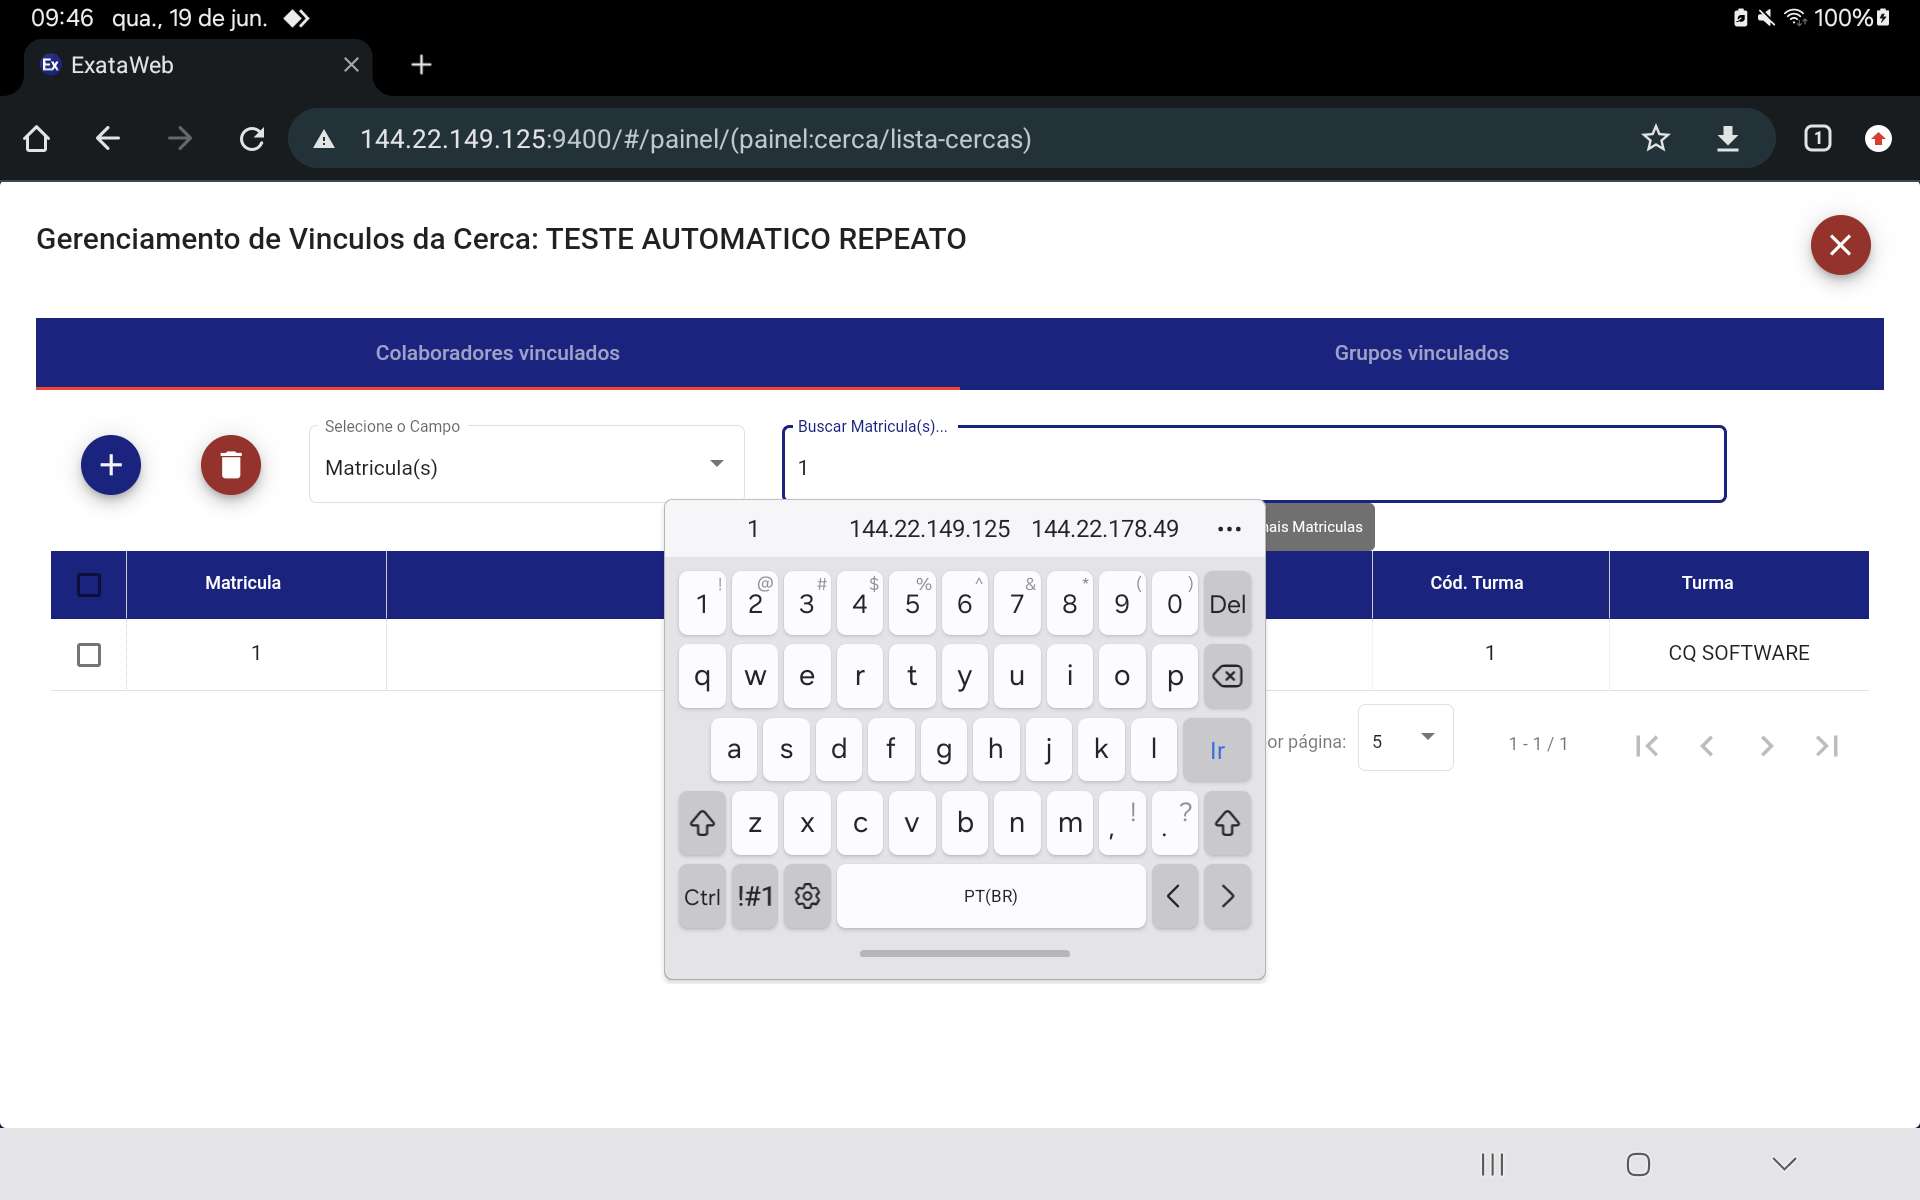 09:46 qua., 19 de jun. 100%
Ex ExataWeb
144.22.149.125:9400/#/painel/(painel:cerca/lista-cercas) 1
Gerenciamento de Vinculos da Cerca: TESTE AUTOMATICO REPEATO
Colaboradores vinculados Grupos vinculados
Selecione o Campo Buscar Matricula(s)...
Matricula(s) 1
1 144.22.149.125 144.22.178.49 ... mais Matriculas
Matricula Cód. Turma Turma
1 1 CQ SOFTWARE
or página: 5 1 - 1 / 1
! @ # $ % ^ & * ( )
1 2 3 4 5 6 7 8 9 0 Del
q w e r t y u i o p
a s d f g h j k l Ir
z x c v b n m , ! . ?
Ctrl !#1 PT(BR) < >